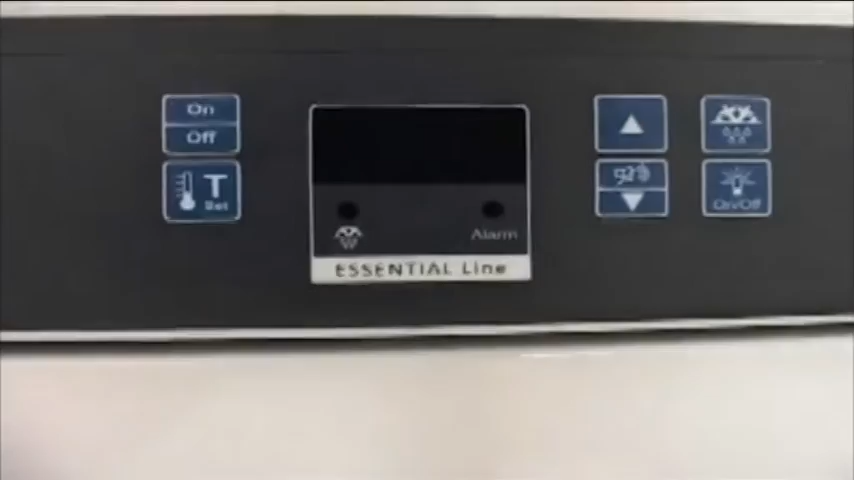 On
Off
T
Set
Alarm
ESSENTIAL Line
On/Off